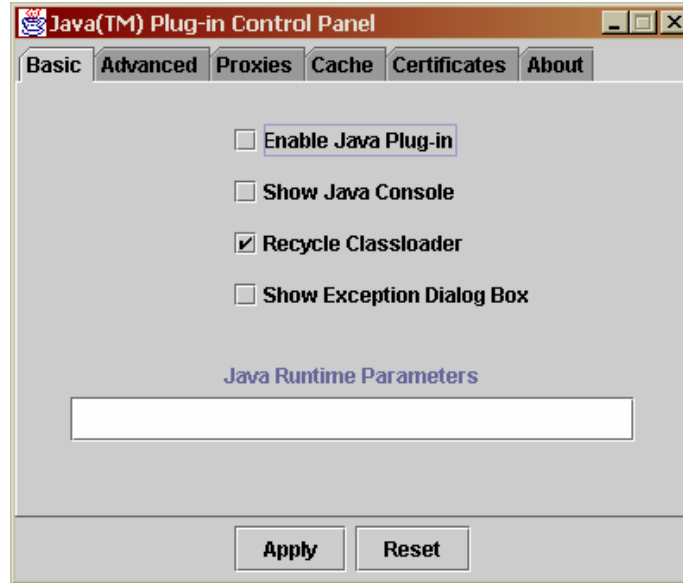 Java(TM) Plug-in Control Panel
Basic Advanced Proxies Cache Certificates About
Enable Java Plug-in
Show Java Console
Recycle Classloader
Show Exception Dialog Box
Java Runtime Parameters
Apply Reset